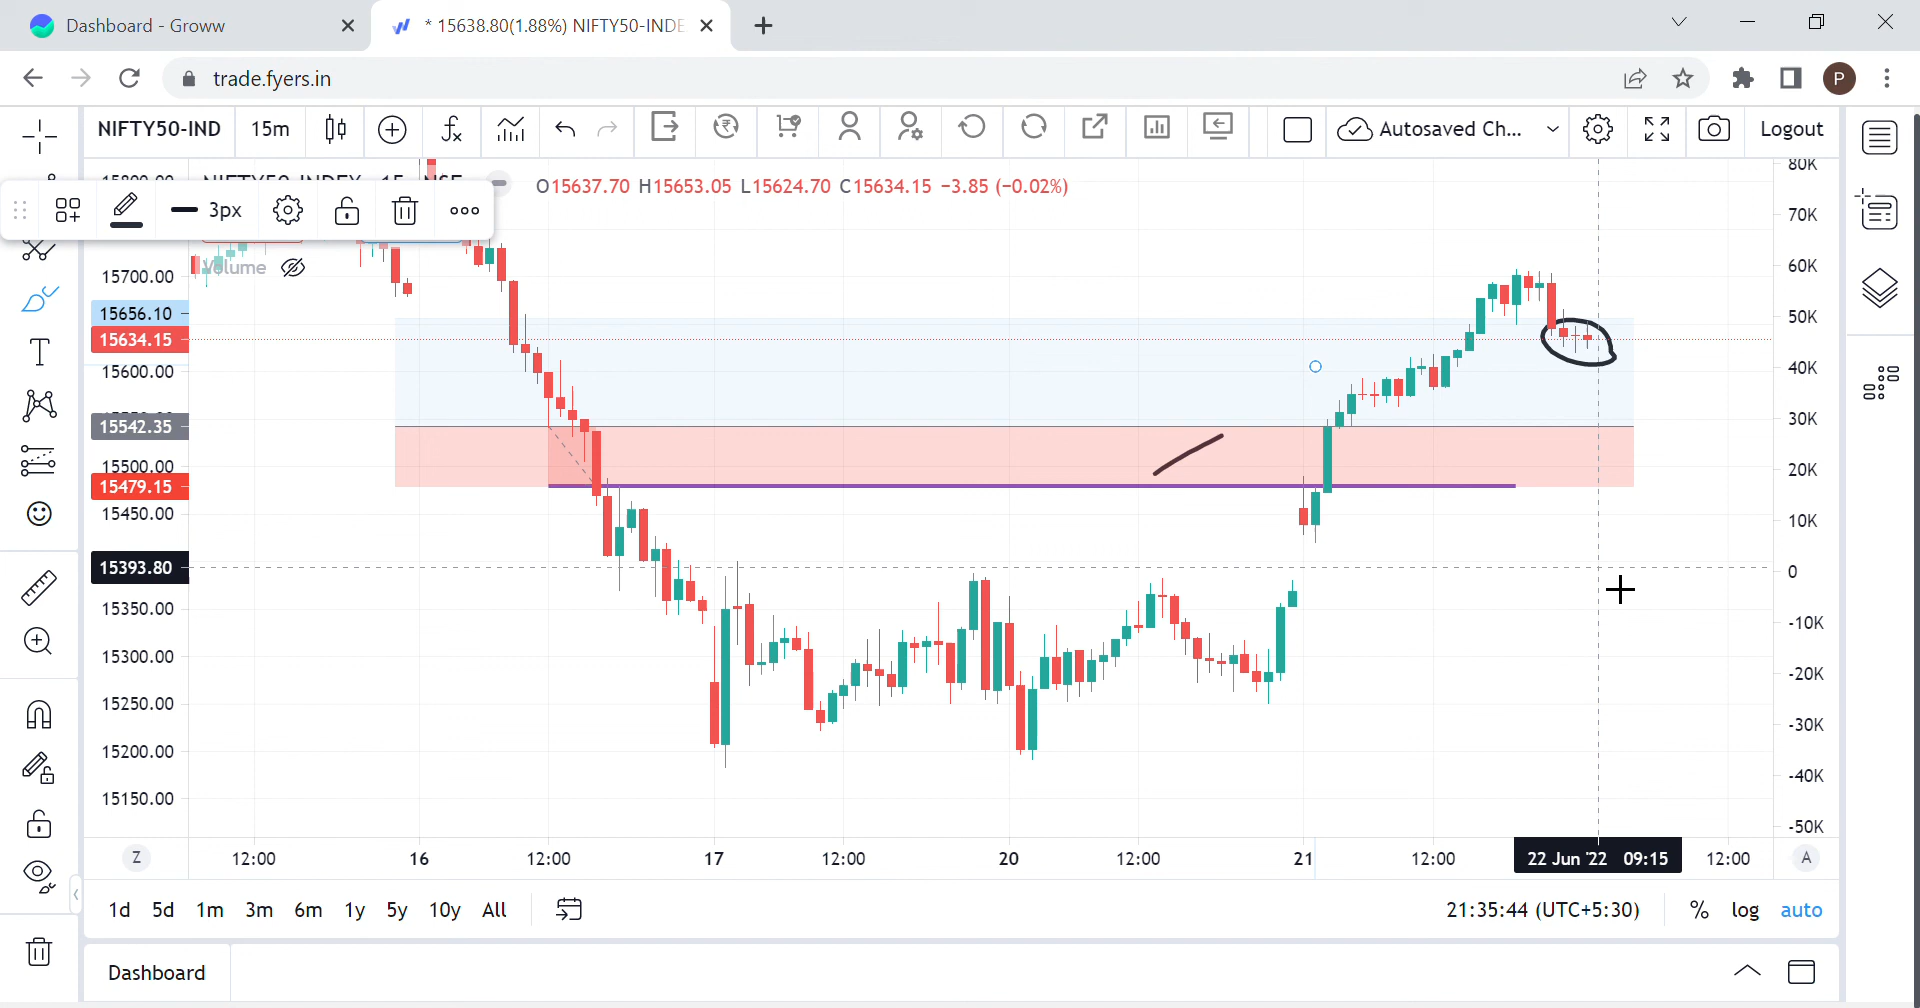 Dashboard - Groww
* 15638.80(1.88%) NIFTY50-INDE
trade.fyers.in
P
NIFTY50-IND
15m
Autosaved Ch...
Logout
3px
O15637.70 H15653.05 L15624.70 C15634.15 −3.85 (−0.02%)
Volume
15700.00
15656.10
15634.15
15600.00
15542.35
15500.00
15479.15
15450.00
15393.80
15350.00
15300.00
15250.00
15200.00
15150.00
80K
70K
60K
50K
40K
30K
20K
10K
0
-10K
-20K
-30K
-40K
-50K
Z
12:00
16
12:00
17
12:00
20
12:00
21
12:00
22 Jun '22 09:15
12:00
A
1d 5d 1m 3m 6m 1y 5y 10y All
21:35:44 (UTC+5:30)
% log auto
Dashboard